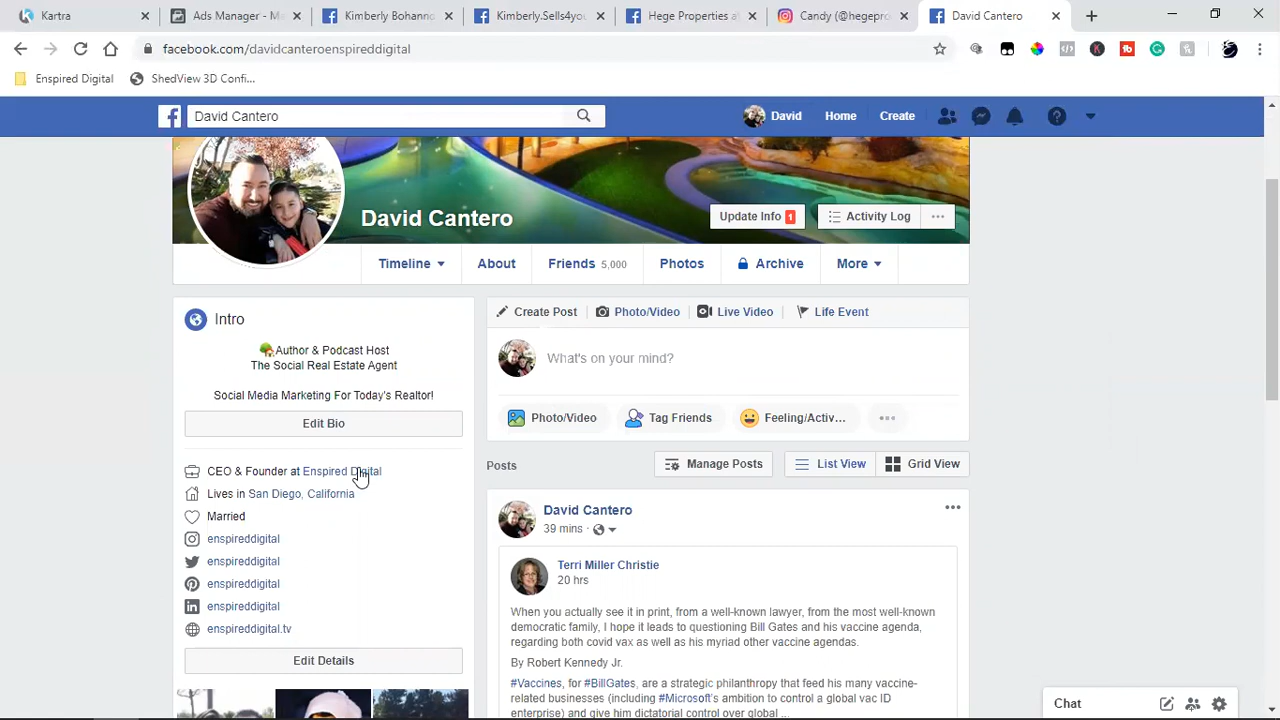 Kartra
Ads Manager -
Kimberly Bohanno
Kimberly.Sells4you
Hege Properties at
Candy (@hegepro
David Cantero
facebook.com/davidcanteroenspireddigital
Enspired Digital
ShedView 3D Confi...
David Cantero
David
Home
Create
David Cantero
Update Info 1
Activity Log
Timeline
About
Friends 5,000
Photos
Archive
More
Intro
Author & Podcast Host
The Social Real Estate Agent
Social Media Marketing For Today's Realtor!
Edit Bio
CEO & Founder at Enspired Digital
Lives in San Diego, California
Married
enspireddigital
enspireddigital
enspireddigital
enspireddigital
enspireddigital.tv
Edit Details
Create Post
Photo/Video
Live Video
Life Event
What's on your mind?
Photo/Video
Tag Friends
Feeling/Activ...
Posts
Manage Posts
List View
Grid View
David Cantero
39 mins ·
Terri Miller Christie
20 hrs
When you actually see it in print, from a well-known lawyer, from the most well-known
democratic family, I hope it leads to questioning Bill Gates and his vaccine agenda,
regarding both covid vax as well as his myriad other vaccine agendas.
By Robert Kennedy Jr.
#Vaccines, for #BillGates, are a strategic philanthropy that feed his many vaccine-
related businesses (including #Microsoft's ambition to control a global vac ID
enterprise) and give him dictatorial control over global ...
Chat